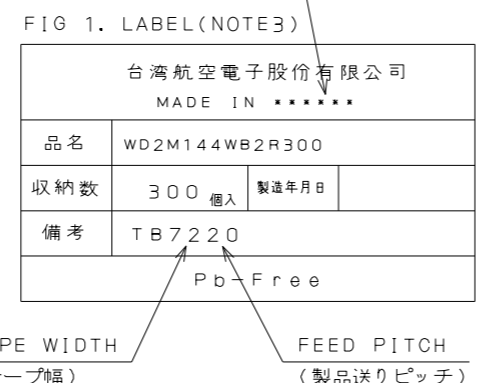 FIG 1. LABEL(NOTE3)
台湾航空電子股份有限公司
MADE IN ******
品名 WD2M144WB2R300
収納数 300 個入 製造年月日
備考 TB7220
Pb-Free
PE WIDTH FEED PITCH
ープ幅) (製品送りピッチ)